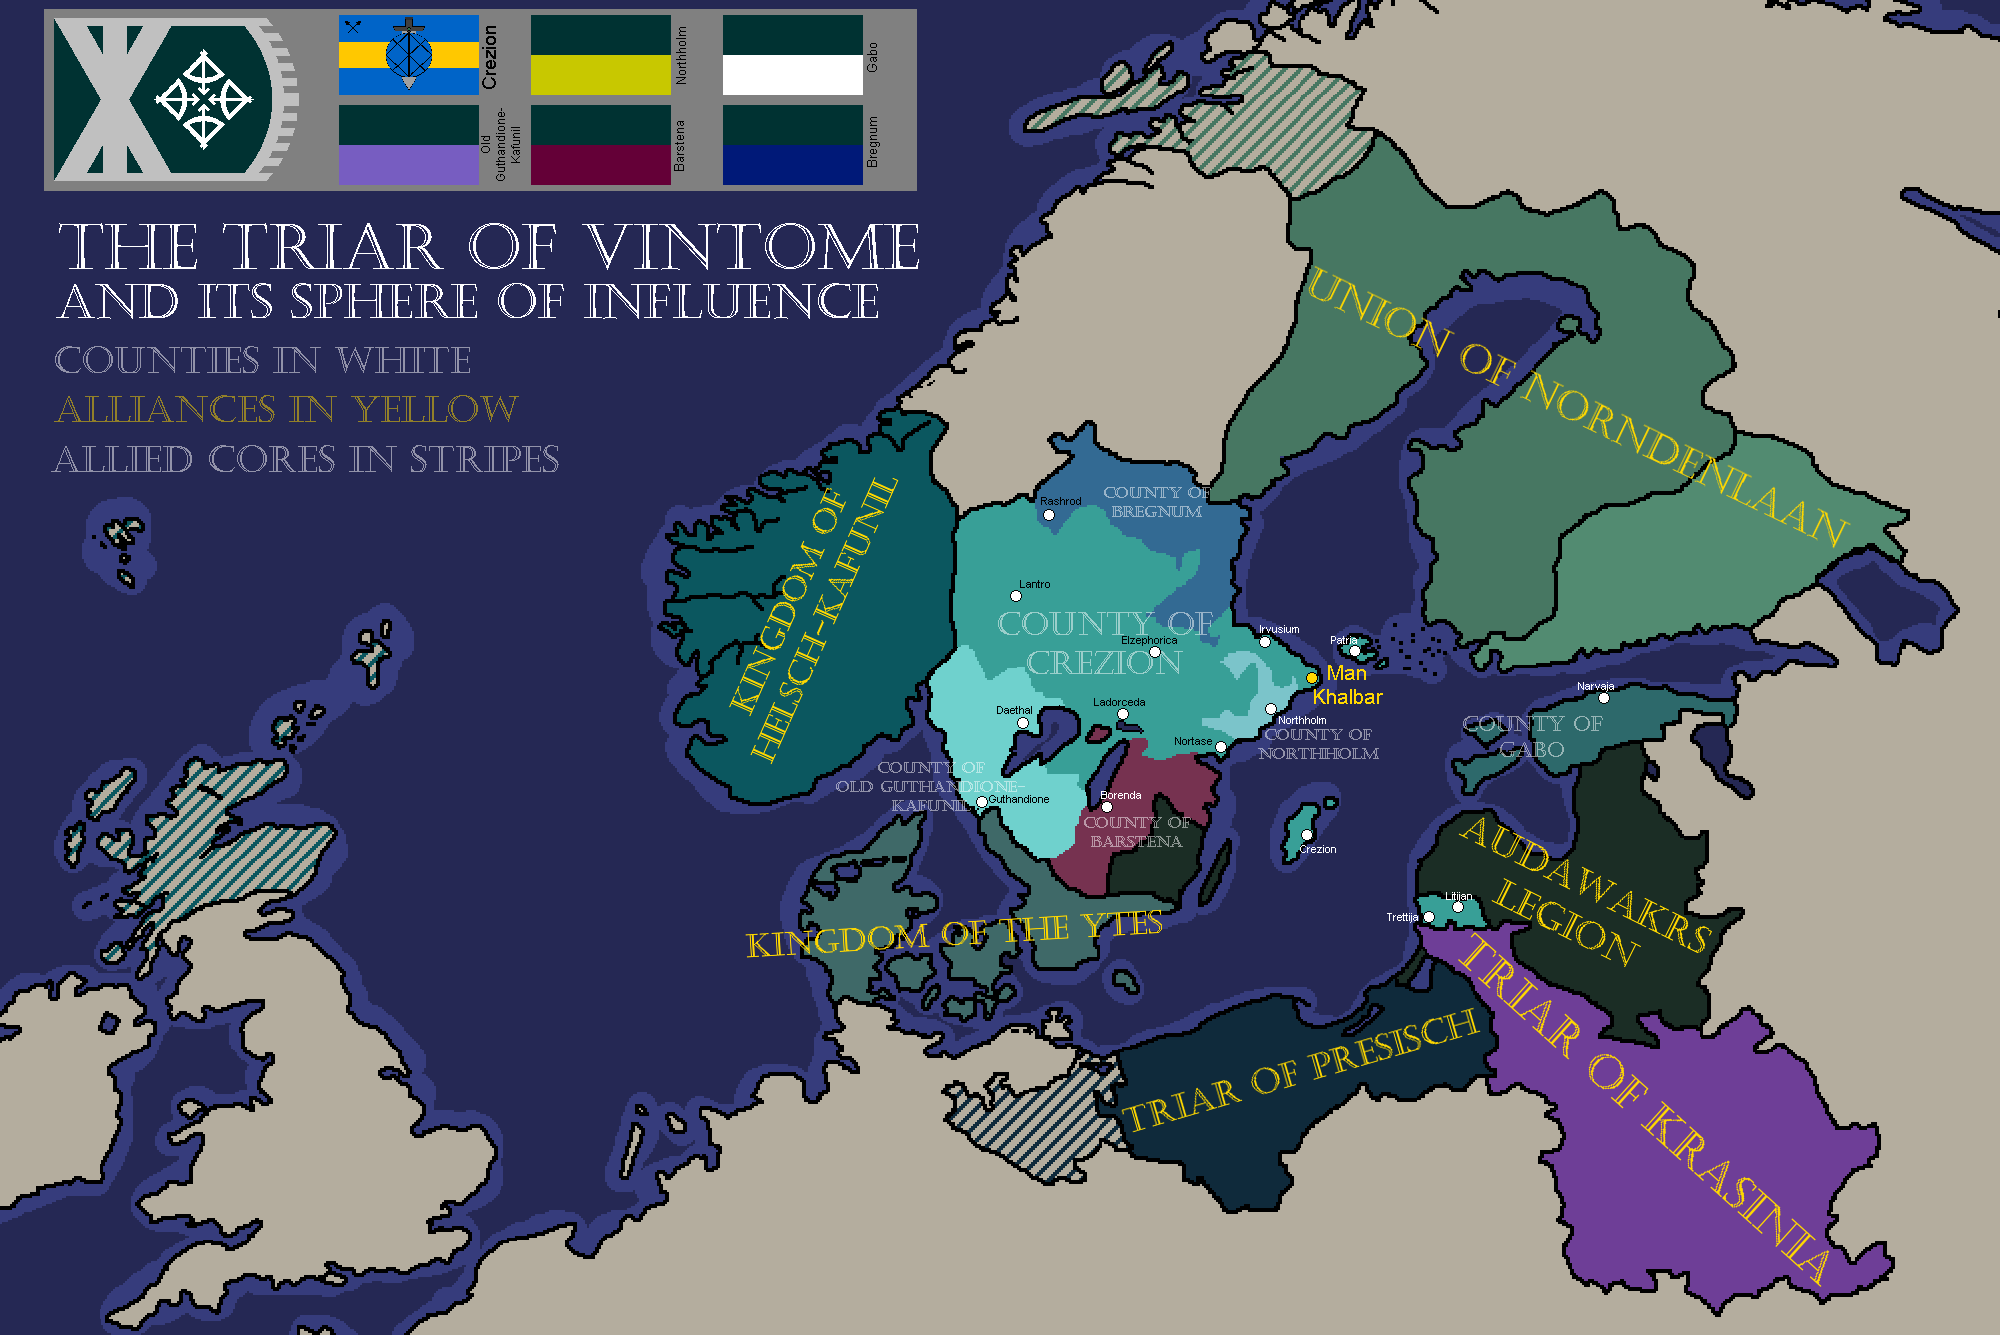 Crezion
Northholm
Gabo
Old
Guthandione-
Kafunil
Barstena
Bregnum
THE TRIAR OF VINTOME
AND ITS SPHERE OF INFLUENCE
COUNTIES IN WHITE
ALLIANCES IN YELLOW
ALLIED CORES IN STRIPES
UNION OF NORNDENLAAN
KINGDOM OF
HELSCH-KAFUNIL
Rashrod
COUNTY OF
BREGNUM
Lantro
COUNTY OF
CREZION
Elzephorica
Irvusium
Patria
Man
Khalbar
Daethal
Ladorceda
Northholm
COUNTY OF
NORTHHOLM
Nortase
Narvaja
COUNTY OF
GABO
COUNTY OF
OLD GUTHANDIONE-
KAFUNIL
Guthandione
Borenda
COUNTY OF
BARSTENA
Crezion
AUDAWAKRS
LEGION
Litijan
Trettija
KINGDOM OF THE YTES
TRIAR OF PRESISCH
TRIAR OF KRASINIA